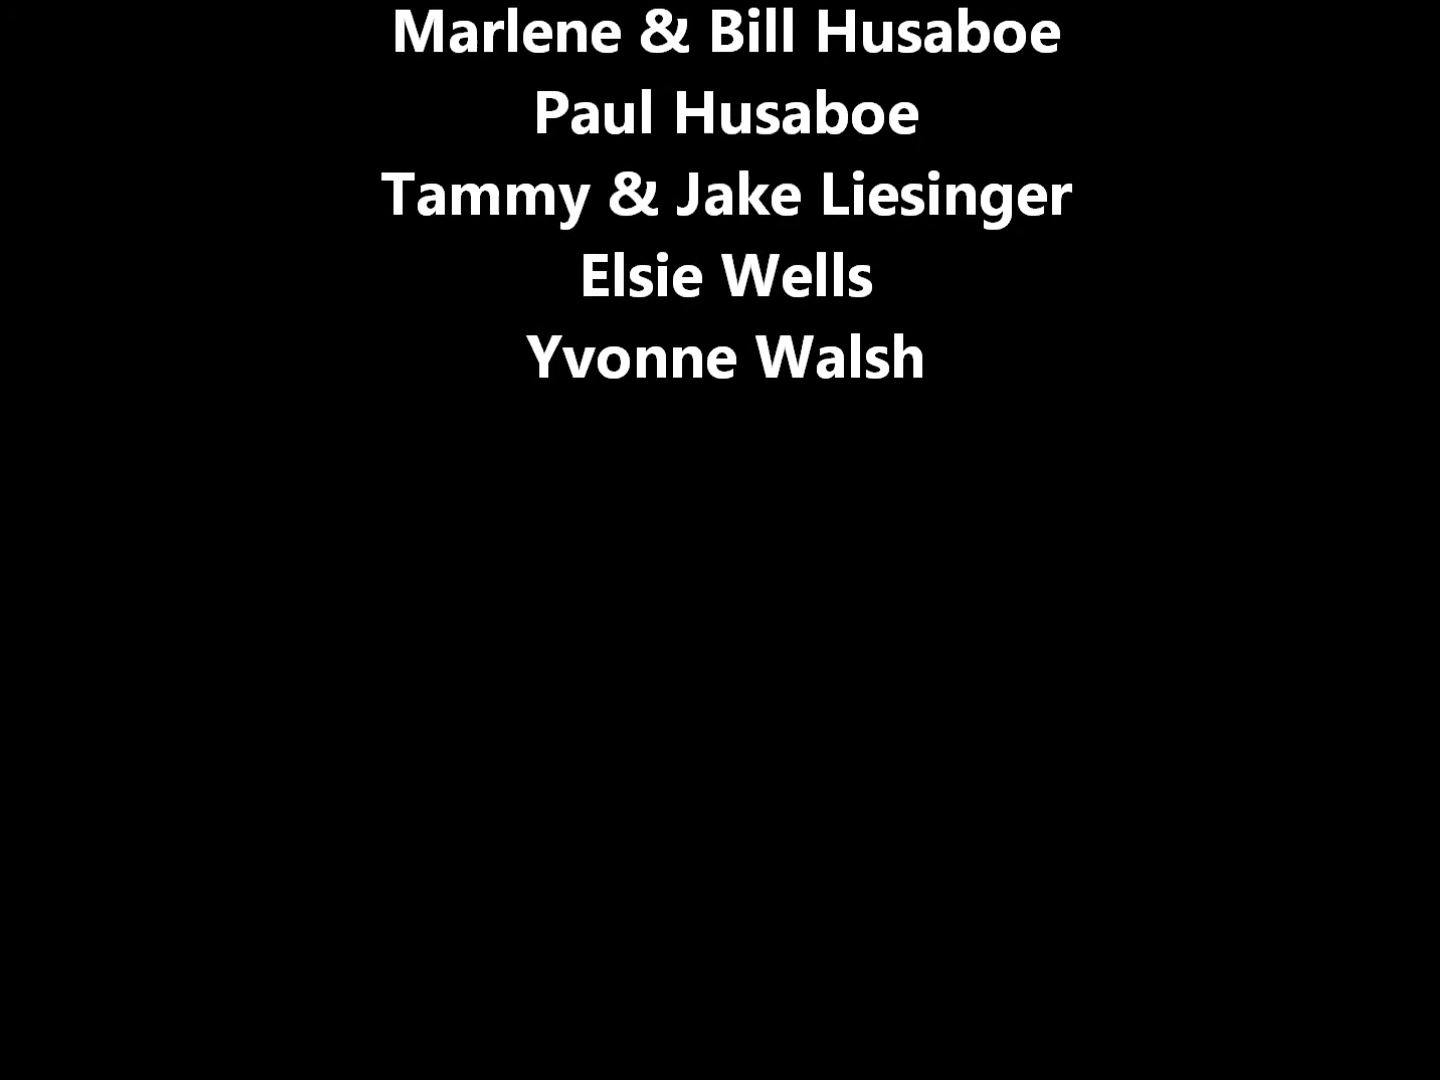 Marlene & Bill Husaboe
Paul Husaboe
Tammy & Jake Liesinger
Elsie Wells
Yvonne Walsh